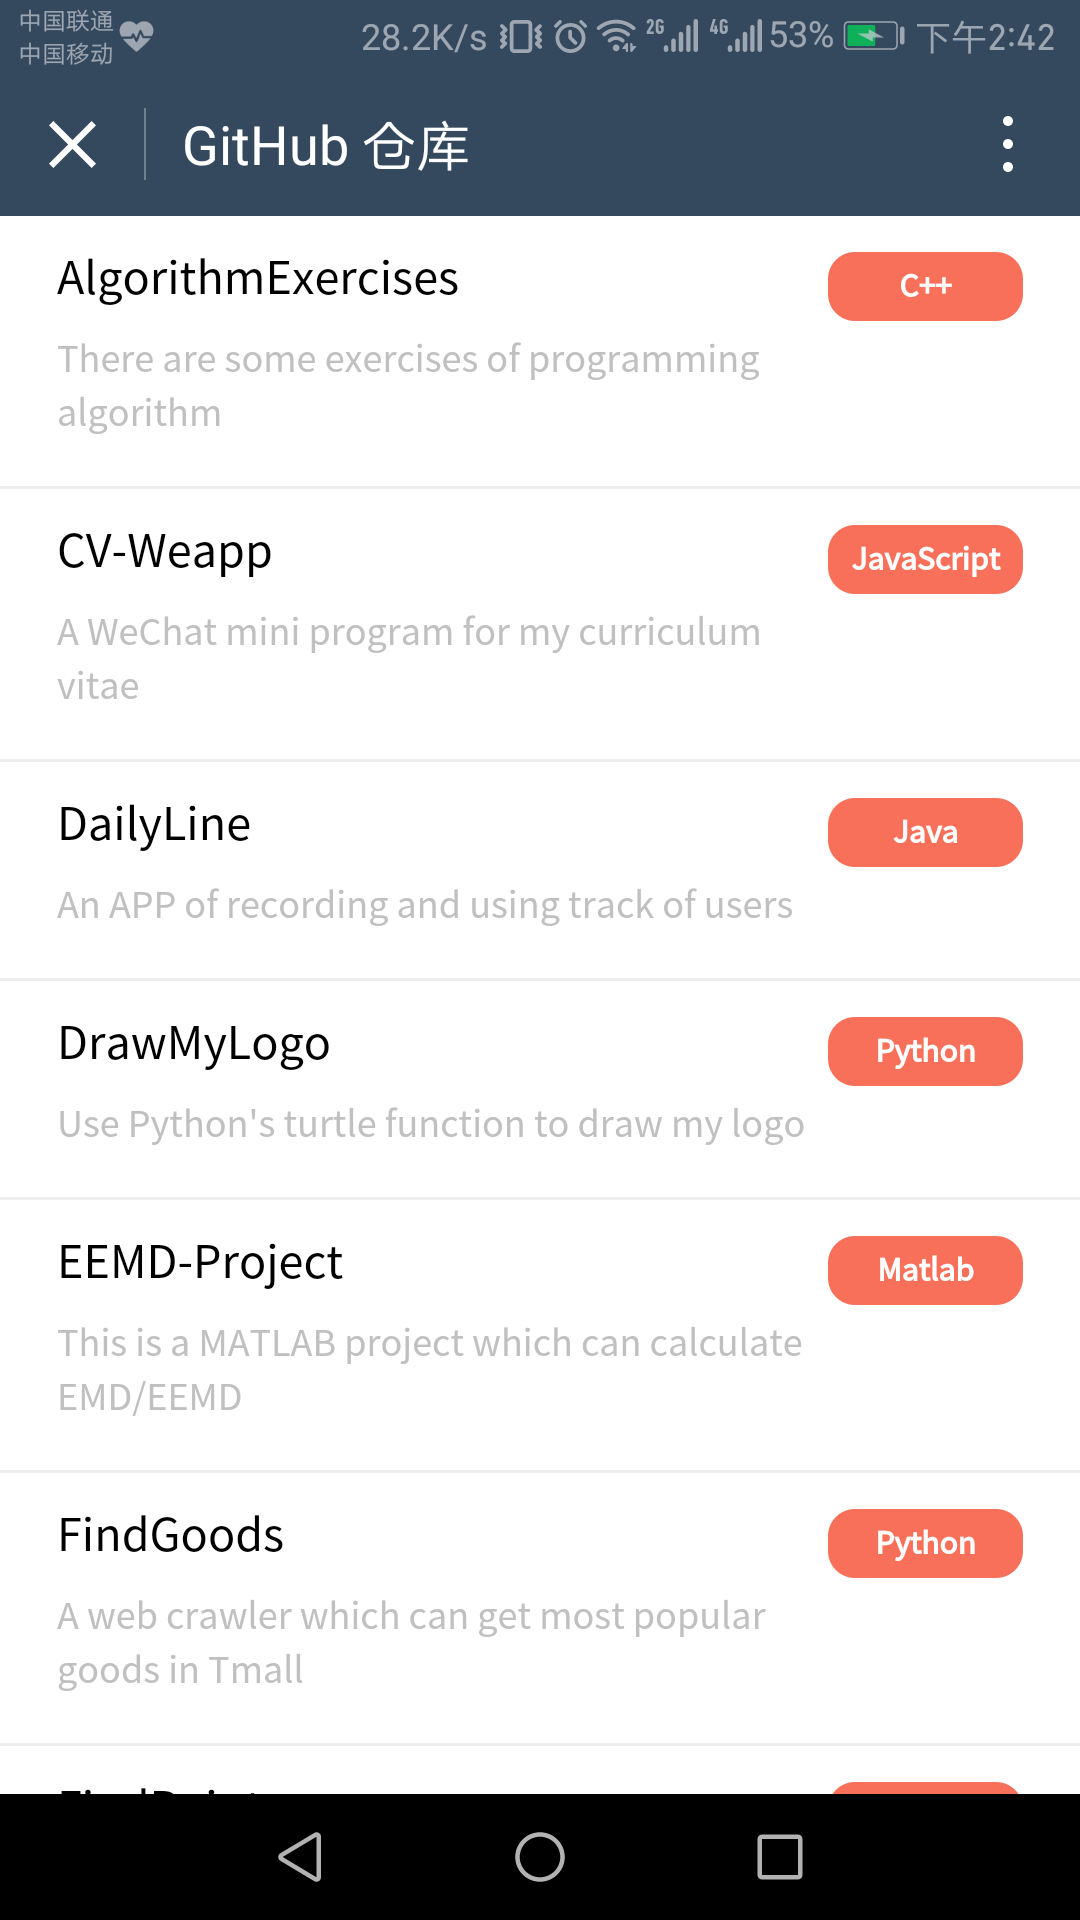 中国联通
中国移动
28.2K/s 2G 4G 53% 下午2:42
GitHub 仓库
AlgorithmExercises
C++
There are some exercises of programming
algorithm
CV-Weapp
JavaScript
A WeChat mini program for my curriculum
vitae
DailyLine
Java
An APP of recording and using track of users
DrawMyLogo
Python
Use Python's turtle function to draw my logo
EEMD-Project
Matlab
This is a MATLAB project which can calculate
EMD/EEMD
FindGoods
Python
A web crawler which can get most popular
goods in Tmall